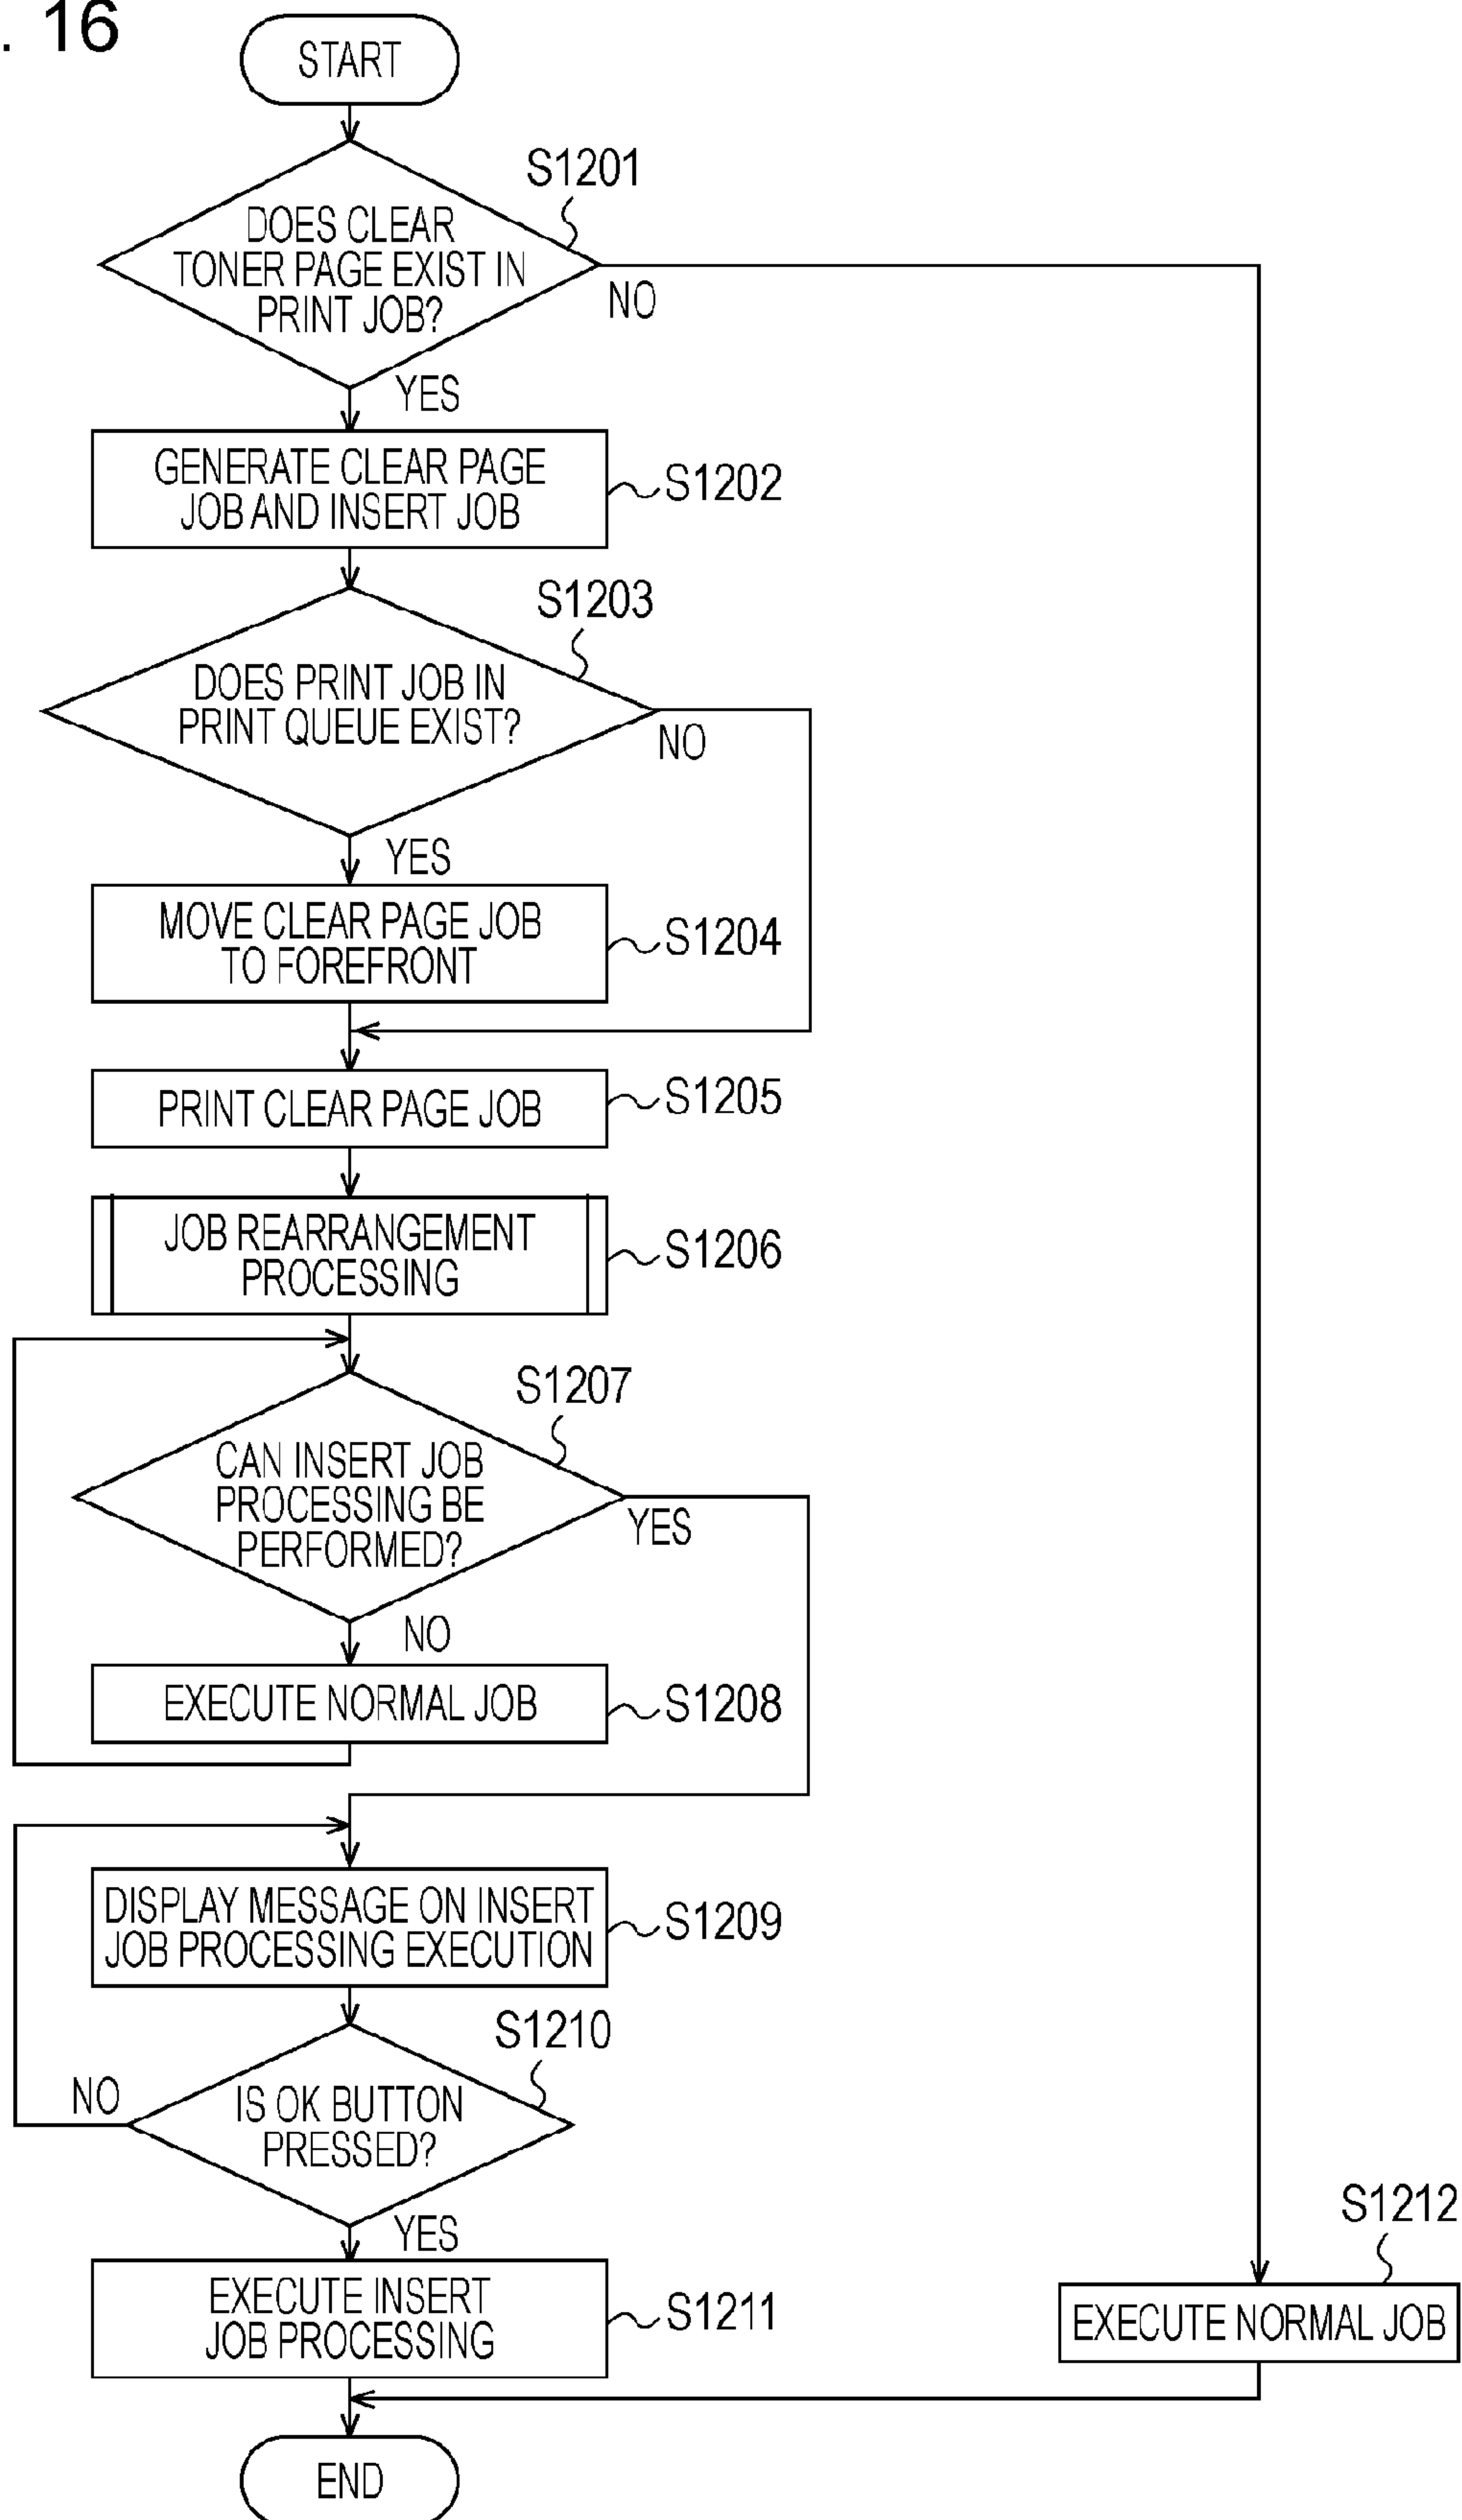 . 16
START
S1201
DOES CLEAR
TONER PAGE EXIST IN
PRINT JOB?
NO
YES
GENERATE CLEAR PAGE
JOB AND INSERT JOB
S1202
S1203
DOES PRINT JOB IN
PRINT QUEUE EXIST?
NO
YES
MOVE CLEAR PAGE JOB
TO FOREFRONT
S1204
PRINT CLEAR PAGE JOB
S1205
JOB REARRANGEMENT
PROCESSING
S1206
S1207
CAN INSERT JOB
PROCESSING BE
PERFORMED?
YES
NO
EXECUTE NORMAL JOB
S1208
DISPLAY MESSAGE ON INSERT
JOB PROCESSING EXECUTION
S1209
S1210
NO
IS OK BUTTON
PRESSED?
YES
S1212
EXECUTE INSERT
JOB PROCESSING
S1211
EXECUTE NORMAL JOB
END